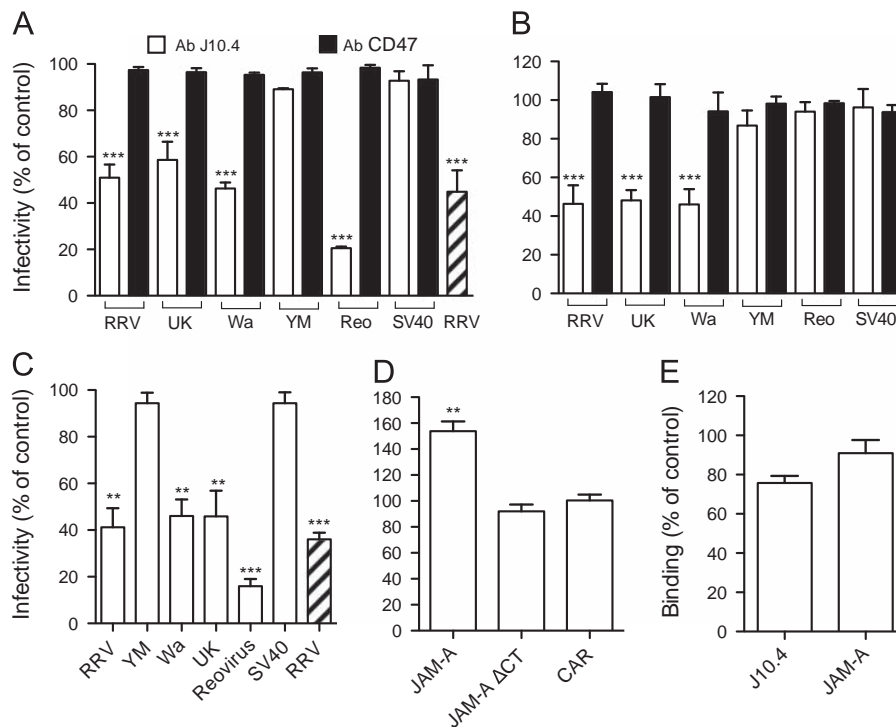 A
Ab J10.4
Ab CD47
Infectivity (% of control)
100
80
60
40
20
0
***
***
***
***
***
RRV
UK
Wa
YM
Reo
SV40
RRV
B
120
100
80
60
40
20
0
***
***
***
RRV
UK
Wa
YM
Reo
SV40
C
Infectivity (% of control)
100
80
60
40
20
0
**
**
**
***
***
RRV
YM
Wa
UK
Reovirus
SV40
RRV
D
180
160
140
120
100
80
60
40
20
0
**
JAM-A
JAM-A ΔCT
CAR
E
Binding (% of control)
120
100
80
60
40
20
0
J10.4
JAM-A